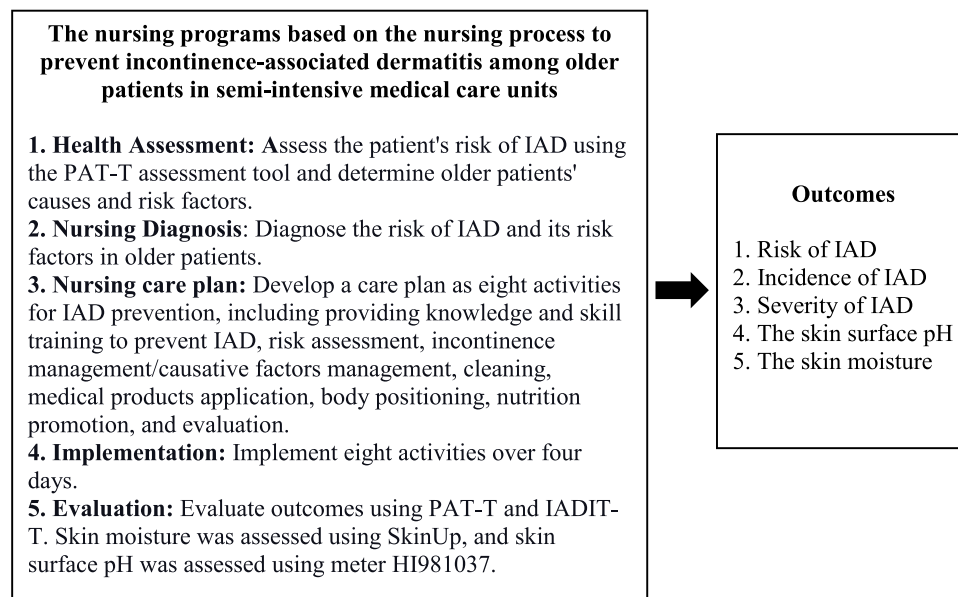 The nursing programs based on the nursing process to
prevent incontinence-associated dermatitis among older
patients in semi-intensive medical care units
1. Health Assessment: Assess the patient's risk of IAD using
the PAT-T assessment tool and determine older patients'
causes and risk factors.
2. Nursing Diagnosis: Diagnose the risk of IAD and its risk
factors in older patients.
3. Nursing care plan: Develop a care plan as eight activities
for IAD prevention, including providing knowledge and skill
training to prevent IAD, risk assessment, incontinence
management/causative factors management, cleaning,
medical products application, body positioning, nutrition
promotion, and evaluation.
4. Implementation: Implement eight activities over four
days.
5. Evaluation: Evaluate outcomes using PAT-T and IADIT-
T. Skin moisture was assessed using SkinUp, and skin
surface pH was assessed using meter HI981037.
Outcomes
1. Risk of IAD
2. Incidence of IAD
3. Severity of IAD
4. The skin surface pH
5. The skin moisture